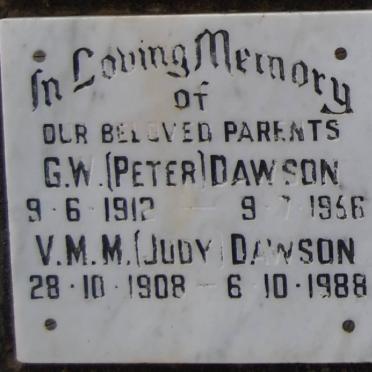 In Loving Memory
of
OUR BELOVED PARENTS
G.W. (PETER) DAWSON
9·6·1912 — 9·7·1966
V.M.M. (JUDY) DAWSON
28·10·1908 — 6·10·1988